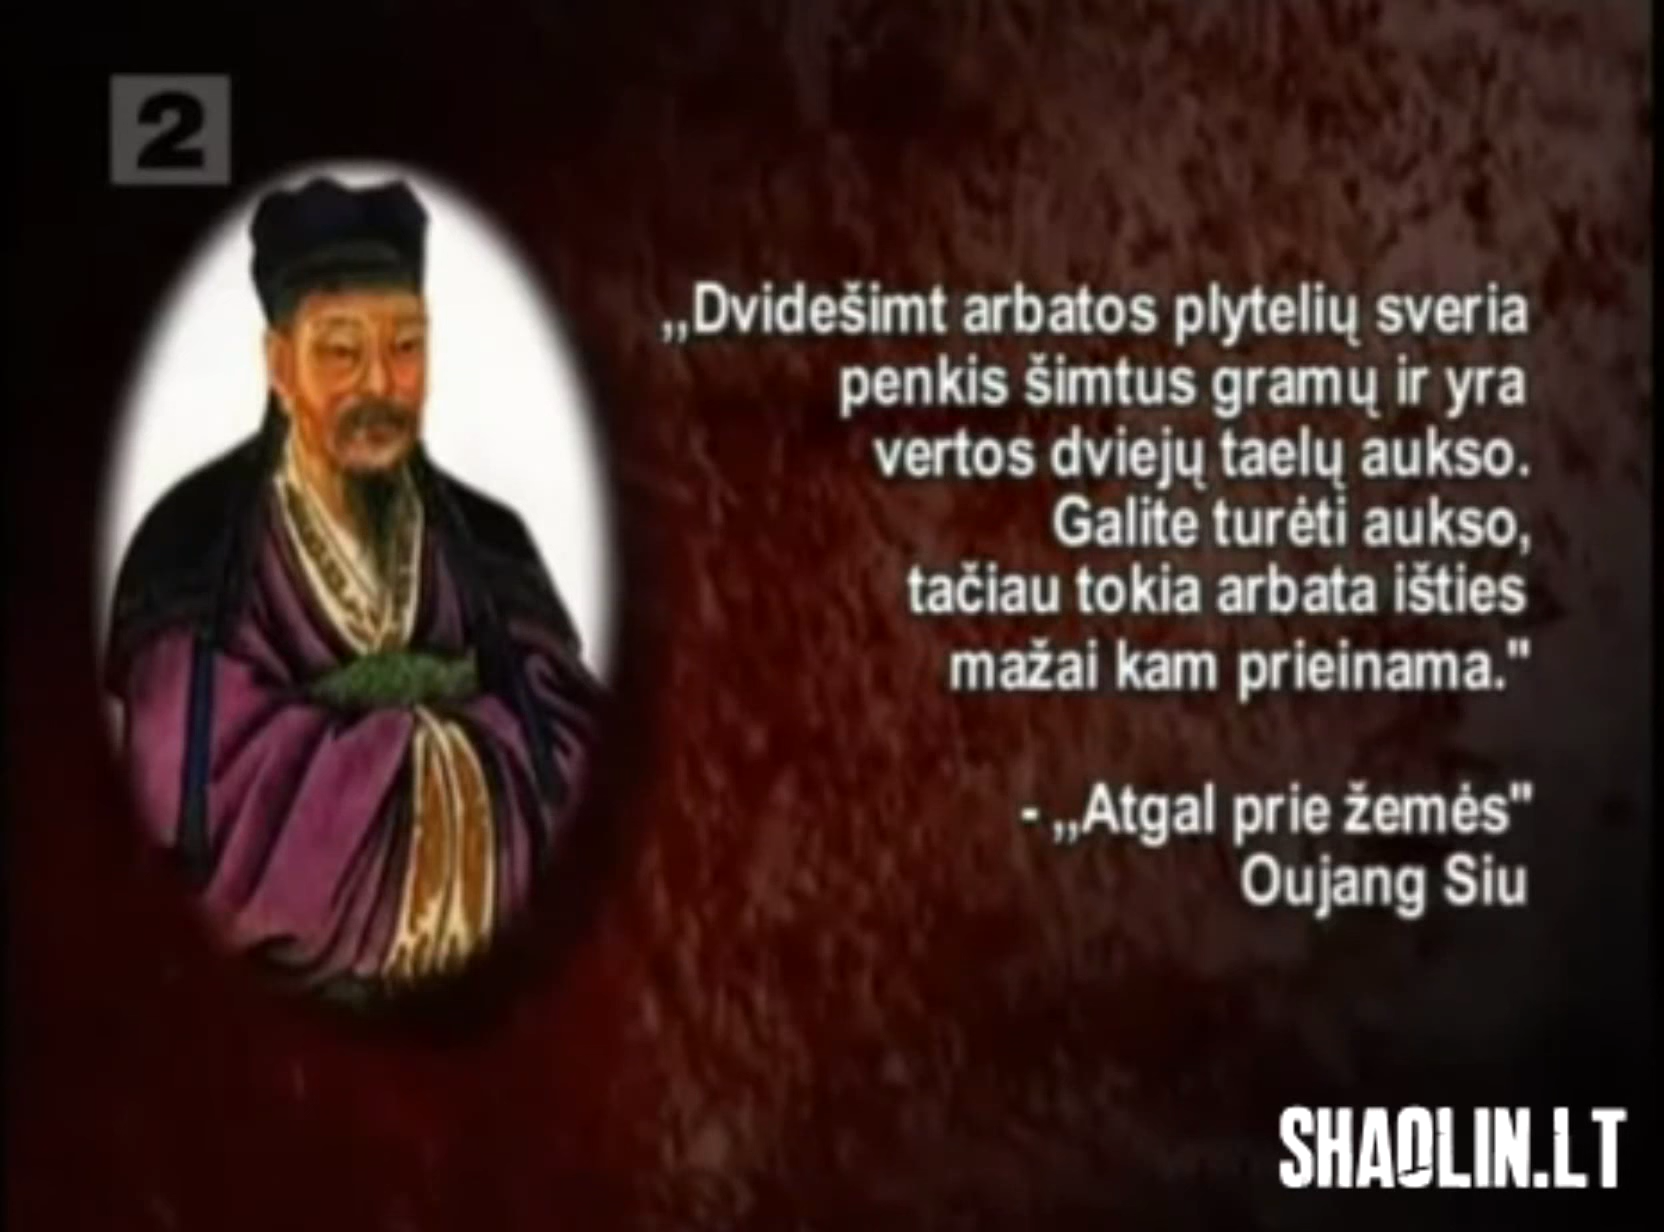 2
,,Dvidešimt arbatos plytelių sveria
penkis šimtus gramų ir yra
vertos dviejų taelų aukso.
Galite turėti aukso,
tačiau tokia arbata išties
mažai kam prieinama."
- ,,Atgal prie žemės"
Oujang Siu
SHAOLIN.LT